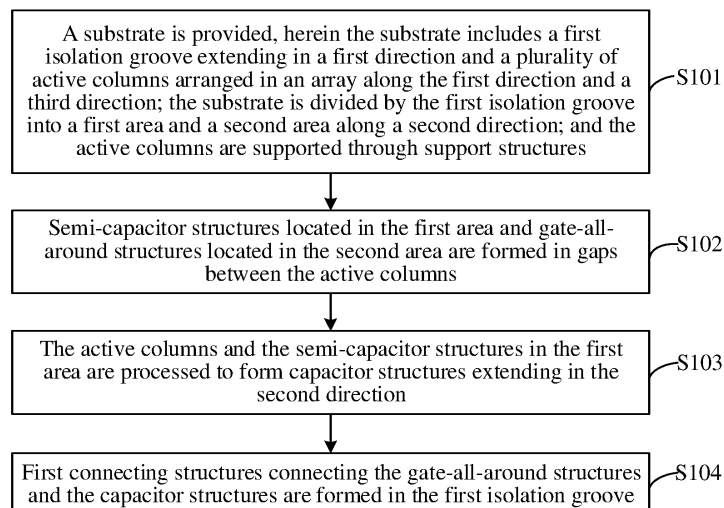 A substrate is provided, herein the substrate includes a first
isolation groove extending in a first direction and a plurality of
active columns arranged in an array along the first direction and a
third direction; the substrate is divided by the first isolation groove
into a first area and a second area along a second direction; and the
active columns are supported through support structures
S101
Semi-capacitor structures located in the first area and gate-all-
around structures located in the second area are formed in gaps
between the active columns
S102
The active columns and the semi-capacitor structures in the first
area are processed to form capacitor structures extending in the
second direction
S103
First connecting structures connecting the gate-all-around structures
and the capacitor structures are formed in the first isolation groove
S104